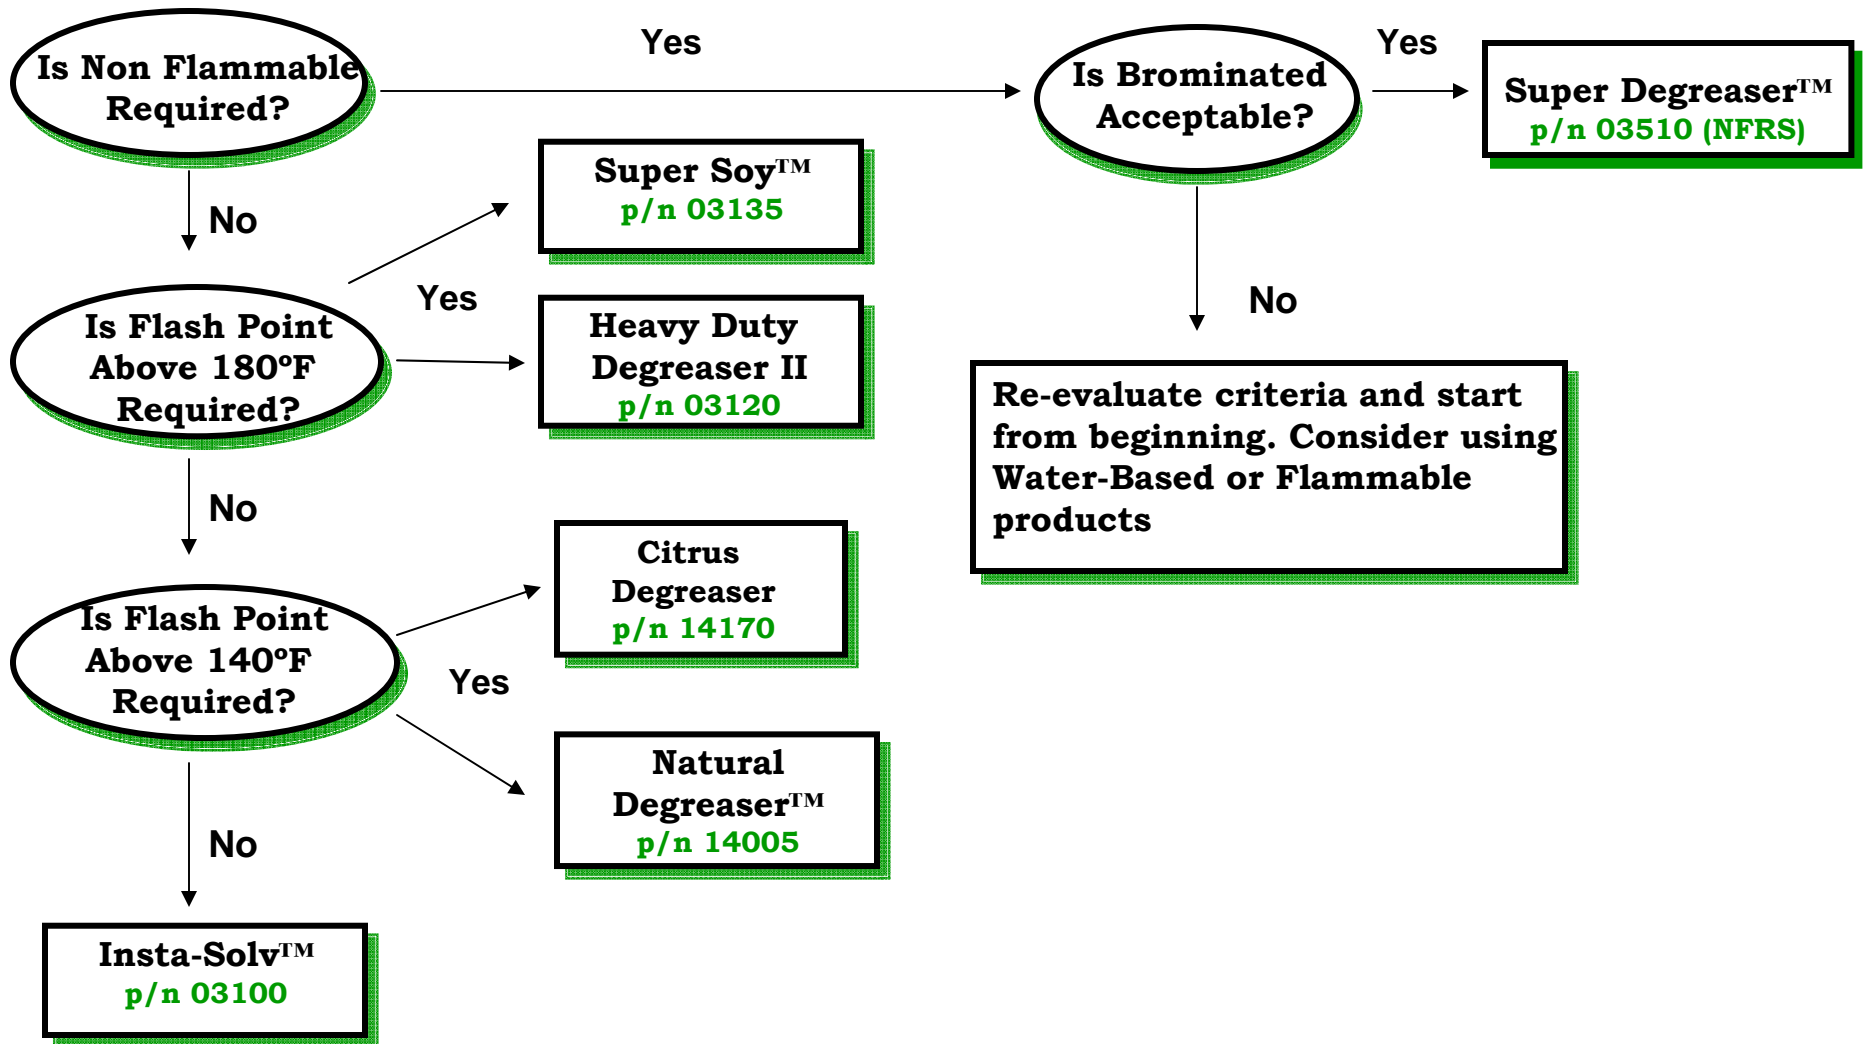 Is Non Flammable
Required?
Yes
Is Brominated
Acceptable?
Yes
Super Degreaser™
p/n 03510 (NFRS)
No
Super Soy™
p/n 03135
Yes
Is Flash Point
Above 180ºF
Required?
Heavy Duty
Degreaser II
p/n 03120
No
Re-evaluate criteria and start
from beginning. Consider using
Water-Based or Flammable
products
No
Citrus
Degreaser
p/n 14170
Is Flash Point
Above 140ºF
Required?
Yes
Natural
Degreaser™
p/n 14005
No
Insta-Solv™
p/n 03100